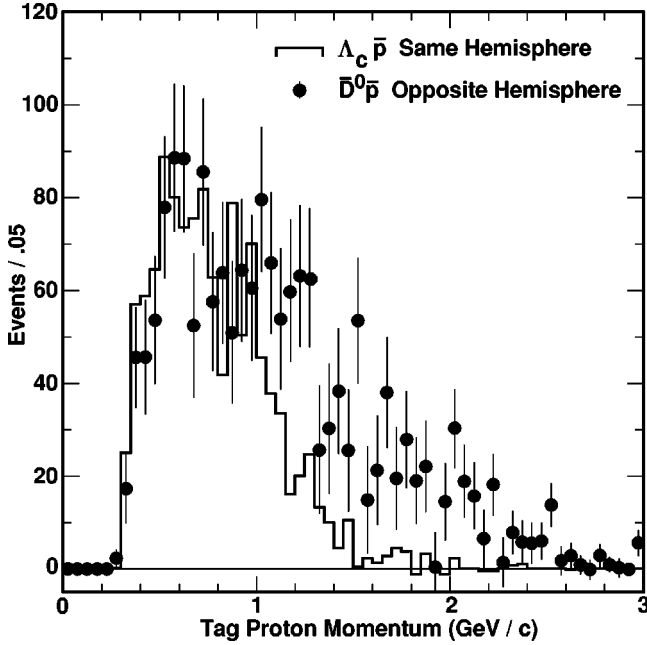 Λc p̄ Same Hemisphere
D̄⁰p̄ Opposite Hemisphere
120
100
80
60
40
20
0
Events / .05
0 1 2 3
Tag Proton Momentum (GeV / c)